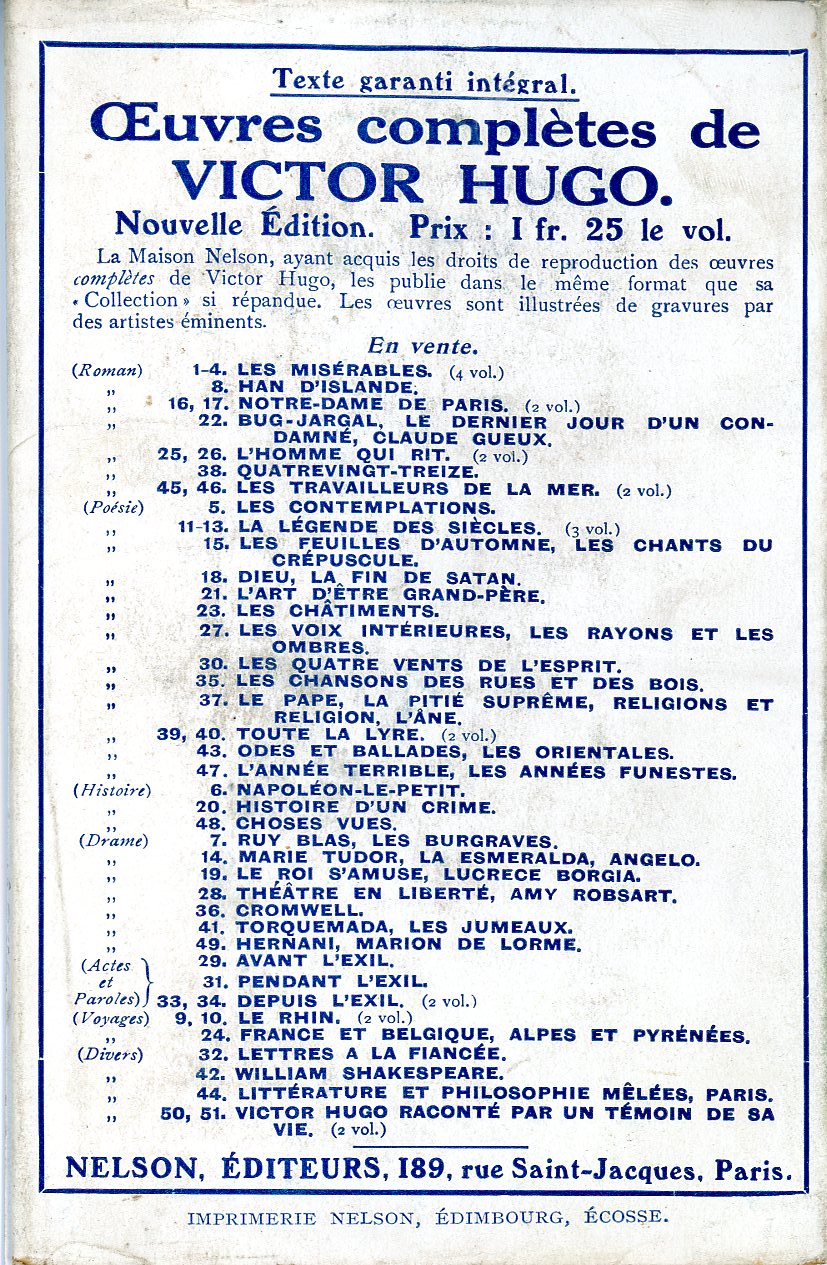 Texte garanti intégral.
Œuvres complètes de
VICTOR HUGO.
Nouvelle Édition. Prix : 1 fr. 25 le vol.
La Maison Nelson, ayant acquis les droits de reproduction des œuvres
complètes de Victor Hugo, les publie dans le même format que sa
« Collection » si répandue. Les œuvres sont illustrées de gravures par
des artistes éminents.
En vente.
(Roman) 1-4. LES MISÉRABLES. (4 vol.)
„ 8. HAN D'ISLANDE.
„ 16, 17. NOTRE-DAME DE PARIS. (2 vol.)
„ 22. BUG-JARGAL, LE DERNIER JOUR D'UN CON-
DAMNÉ, CLAUDE GUEUX.
„ 25, 26. L'HOMME QUI RIT. (2 vol.)
„ 38. QUATREVINGT-TREIZE.
„ 45, 46. LES TRAVAILLEURS DE LA MER. (2 vol.)
(Poésie) 5. LES CONTEMPLATIONS.
„ 11-13. LA LÉGENDE DES SIÈCLES. (3 vol.)
„ 15. LES FEUILLES D'AUTOMNE, LES CHANTS DU
CRÉPUSCULE.
„ 18. DIEU, LA FIN DE SATAN.
„ 21. L'ART D'ÊTRE GRAND-PÈRE.
„ 23. LES CHÂTIMENTS.
„ 27. LES VOIX INTÉRIEURES, LES RAYONS ET LES
OMBRES.
„ 30. LES QUATRE VENTS DE L'ESPRIT.
„ 35. LES CHANSONS DES RUES ET DES BOIS.
„ 37. LE PAPE, LA PITIÉ SUPRÊME, RELIGIONS ET
RELIGION, L'ÂNE.
„ 39, 40. TOUTE LA LYRE. (2 vol.)
„ 43. ODES ET BALLADES, LES ORIENTALES.
„ 47. L'ANNÉE TERRIBLE, LES ANNÉES FUNESTES.
(Histoire) 6. NAPOLÉON-LE-PETIT.
„ 20. HISTOIRE D'UN CRIME.
„ 48. CHOSES VUES.
(Drame) 7. RUY BLAS, LES BURGRAVES.
„ 14. MARIE TUDOR, LA ESMERALDA, ANGELO.
„ 19. LE ROI S'AMUSE, LUCRECE BORGIA.
„ 28. THÉÂTRE EN LIBERTÉ, AMY ROBSART.
„ 36. CROMWELL.
„ 41. TORQUEMADA, LES JUMEAUX.
„ 49. HERNANI, MARION DE LORME.
(Actes 29. AVANT L'EXIL.
et 31. PENDANT L'EXIL.
Paroles) 33, 34. DEPUIS L'EXIL. (2 vol.)
(Voyages) 9, 10. LE RHIN. (2 vol.)
„ 24. FRANCE ET BELGIQUE, ALPES ET PYRÉNÉES.
(Divers) 32. LETTRES A LA FIANCÉE.
„ 42. WILLIAM SHAKESPEARE.
„ 44. LITTÉRATURE ET PHILOSOPHIE MÊLÉES, PARIS.
„ 50, 51. VICTOR HUGO RACONTÉ PAR UN TÉMOIN DE SA
VIE. (2 vol.)
NELSON, ÉDITEURS, 189, rue Saint-Jacques, Paris.
IMPRIMERIE NELSON, ÉDIMBOURG, ÉCOSSE.